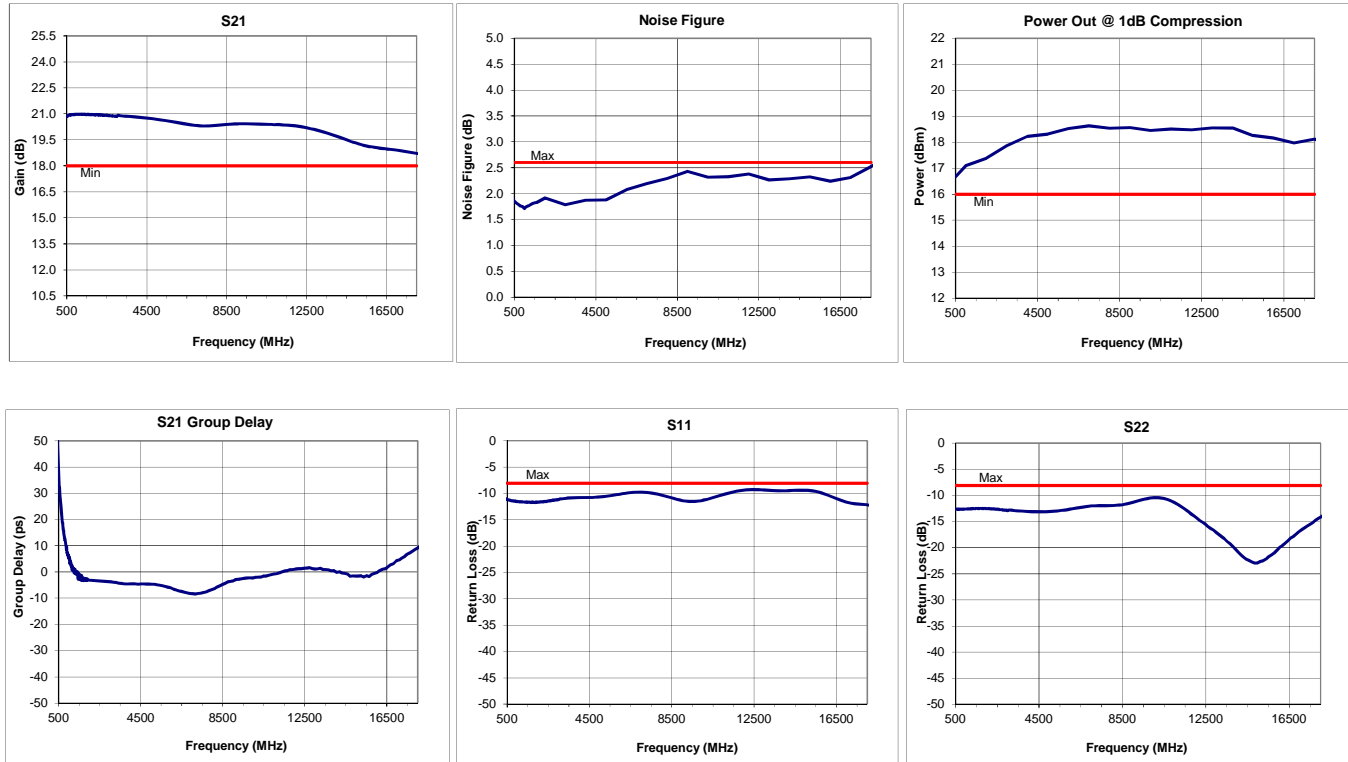 S21
25.5
24.0
22.5
21.0
19.5
18.0
16.5
15.0
13.5
12.0
10.5
Gain (dB)
Min
500 4500 8500 12500 16500
Frequency (MHz)
Noise Figure
5.0
4.5
4.0
3.5
3.0
2.5
2.0
1.5
1.0
0.5
0.0
Noise Figure (dB)
Max
500 4500 8500 12500 16500
Frequency (MHz)
Power Out @ 1dB Compression
22
21
20
19
18
17
16
15
14
13
12
Power (dBm)
Min
500 4500 8500 12500 16500
Frequency (MHz)
S21 Group Delay
50
40
30
20
10
0
-10
-20
-30
-40
-50
Group Delay (ps)
500 4500 8500 12500 16500
Frequency (MHz)
S11
0
-5
-10
-15
-20
-25
-30
-35
-40
-45
-50
Return Loss (dB)
Max
500 4500 8500 12500 16500
Frequency (MHz)
S22
0
-5
-10
-15
-20
-25
-30
-35
-40
-45
-50
Return Loss (dB)
Max
500 4500 8500 12500 16500
Frequency (MHz)